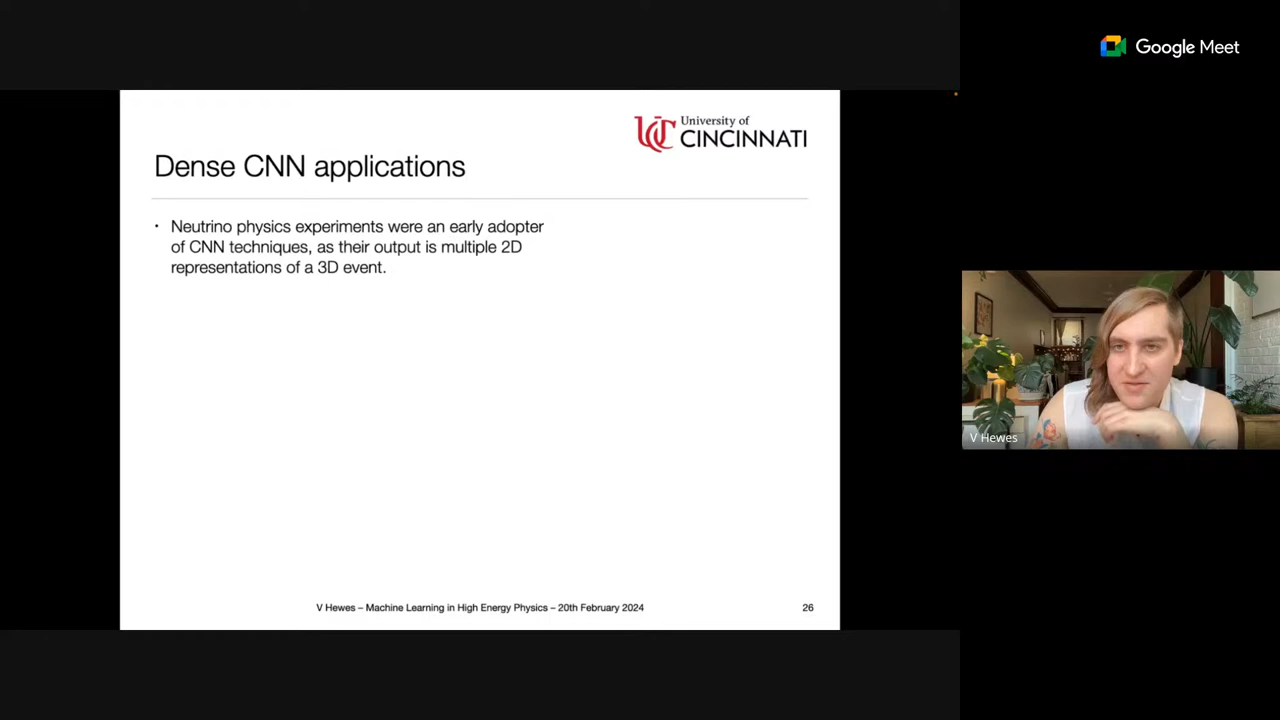 Google Meet
University of
CINCINNATI
Dense CNN applications
• Neutrino physics experiments were an early adopter
of CNN techniques, as their output is multiple 2D
representations of a 3D event.
V Hewes
V Hewes – Machine Learning in High Energy Physics – 20th February 2024
26